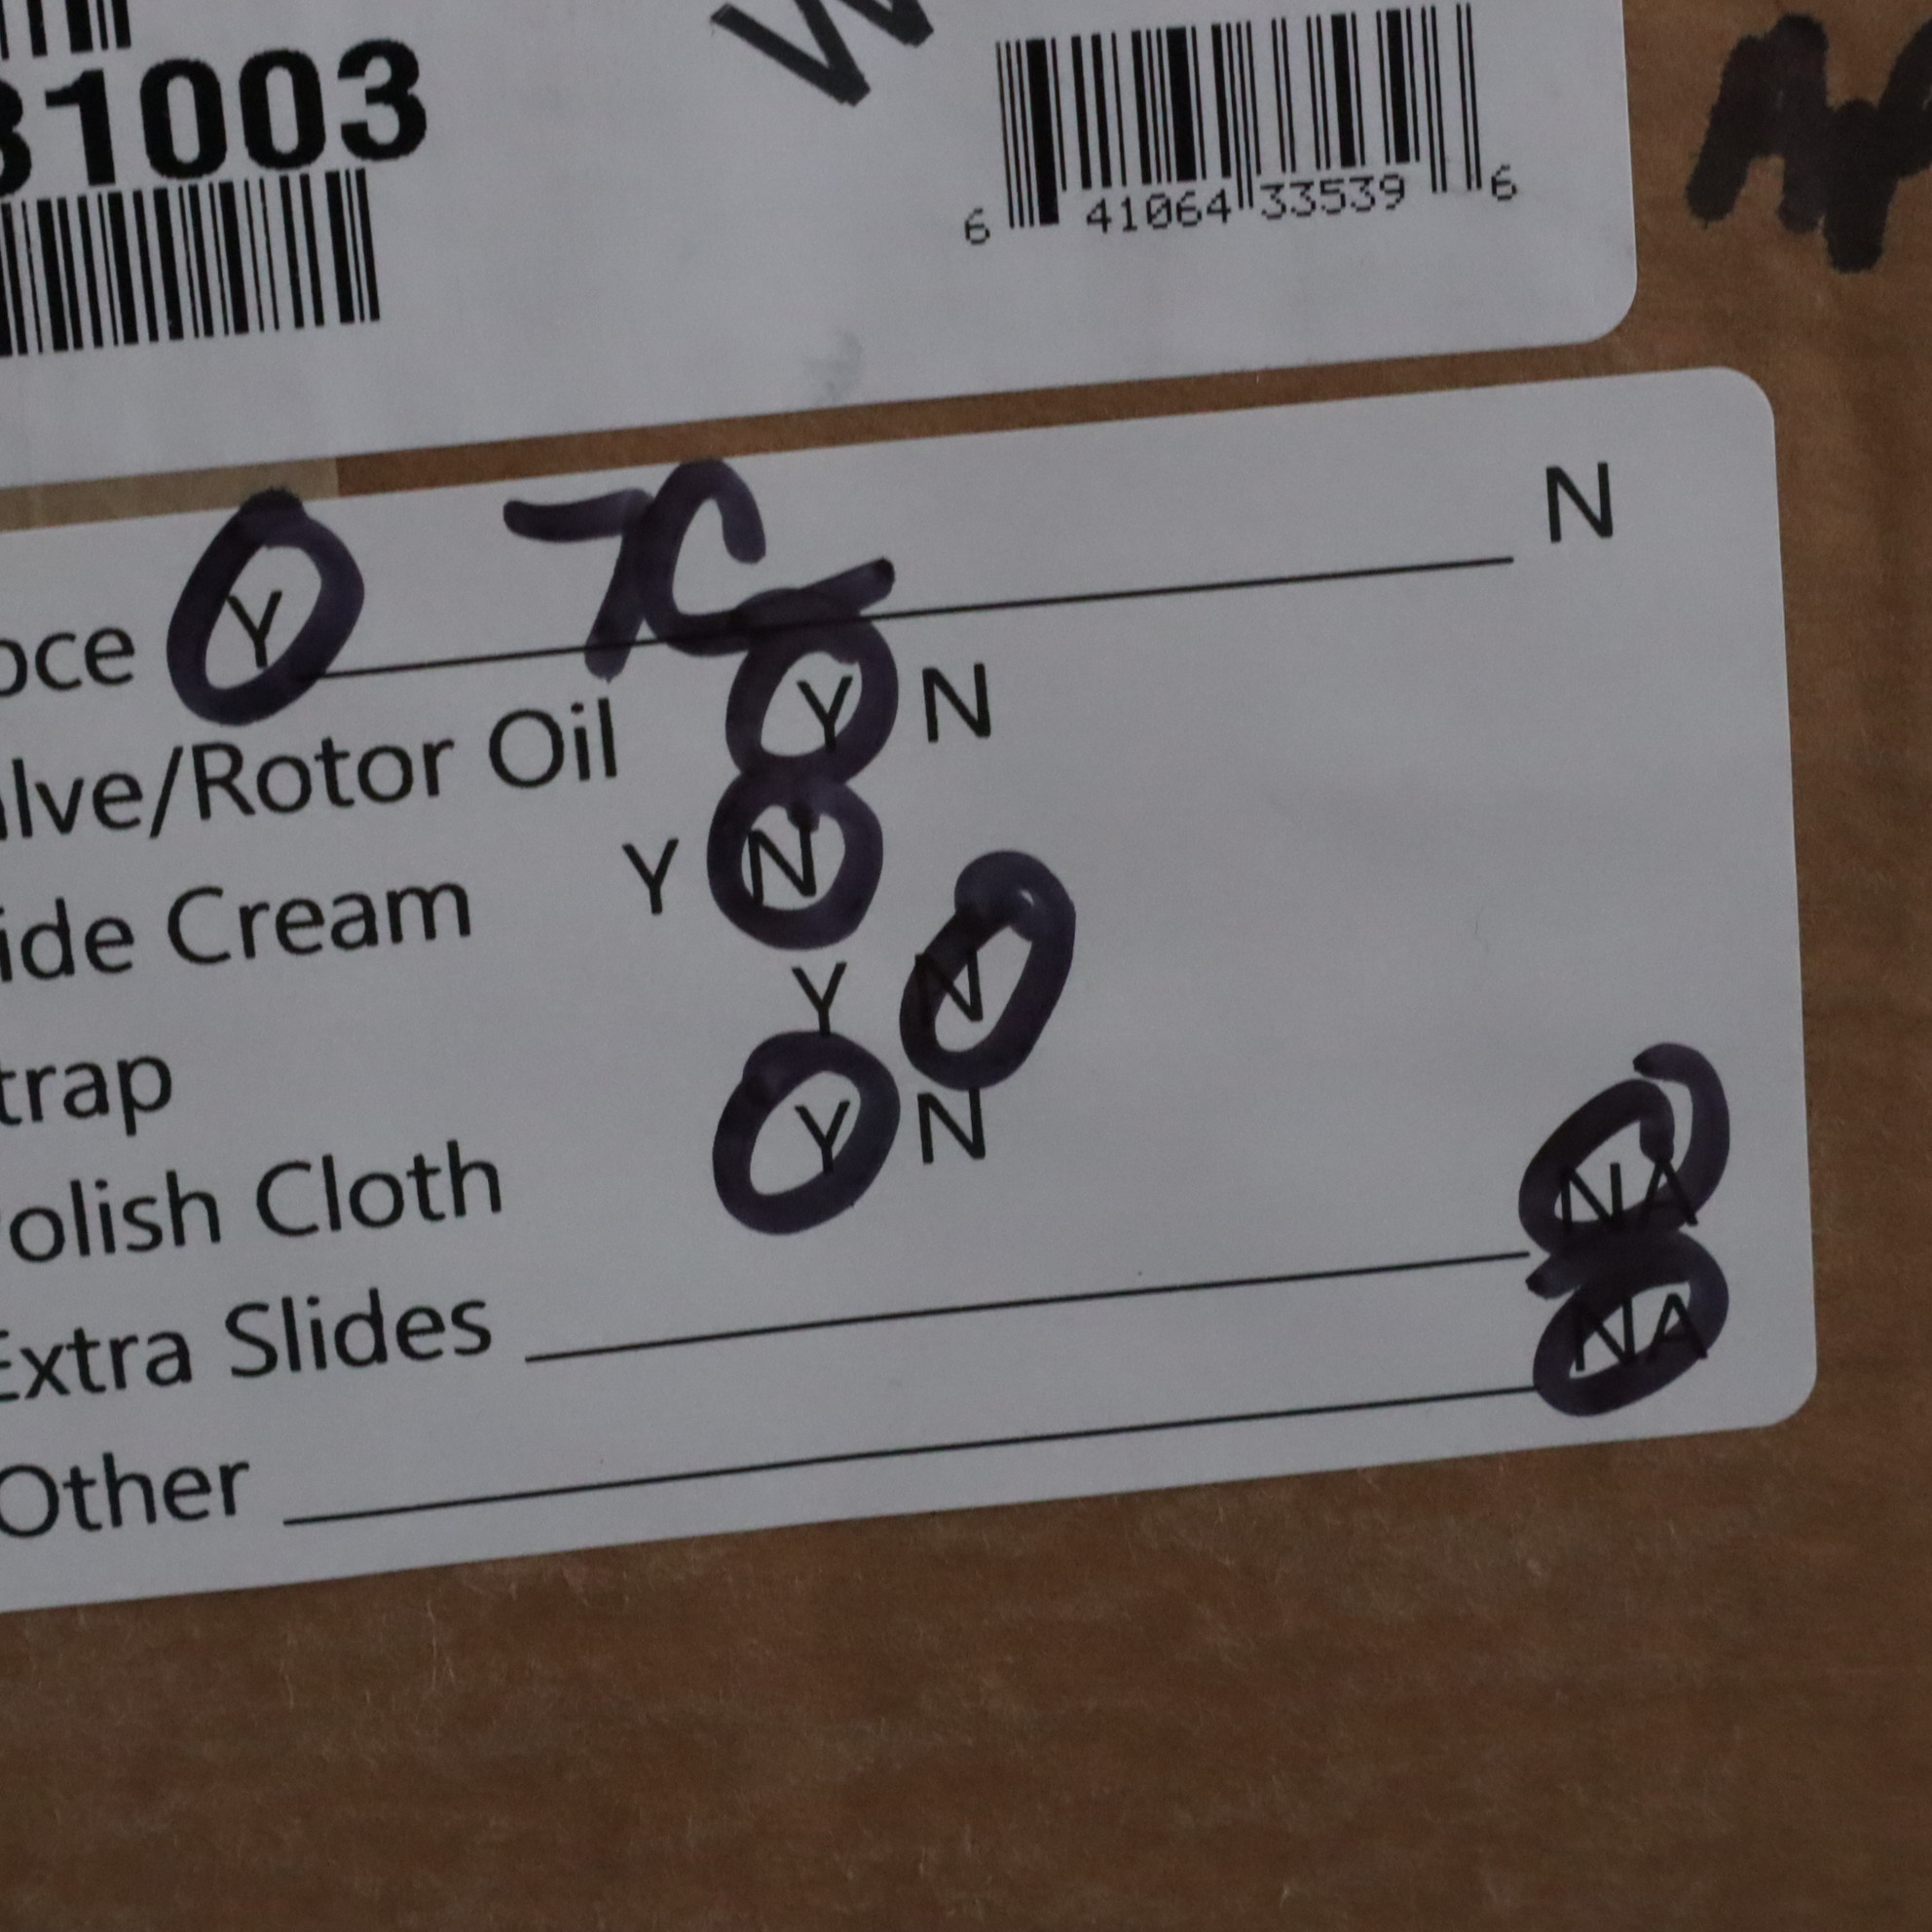 31003
6 41064 33539 6
oce Y 7C N
lve/Rotor Oil Y N
ide Cream Y N
trap Y N
olish Cloth Y N
Extra Slides NA
Other NA